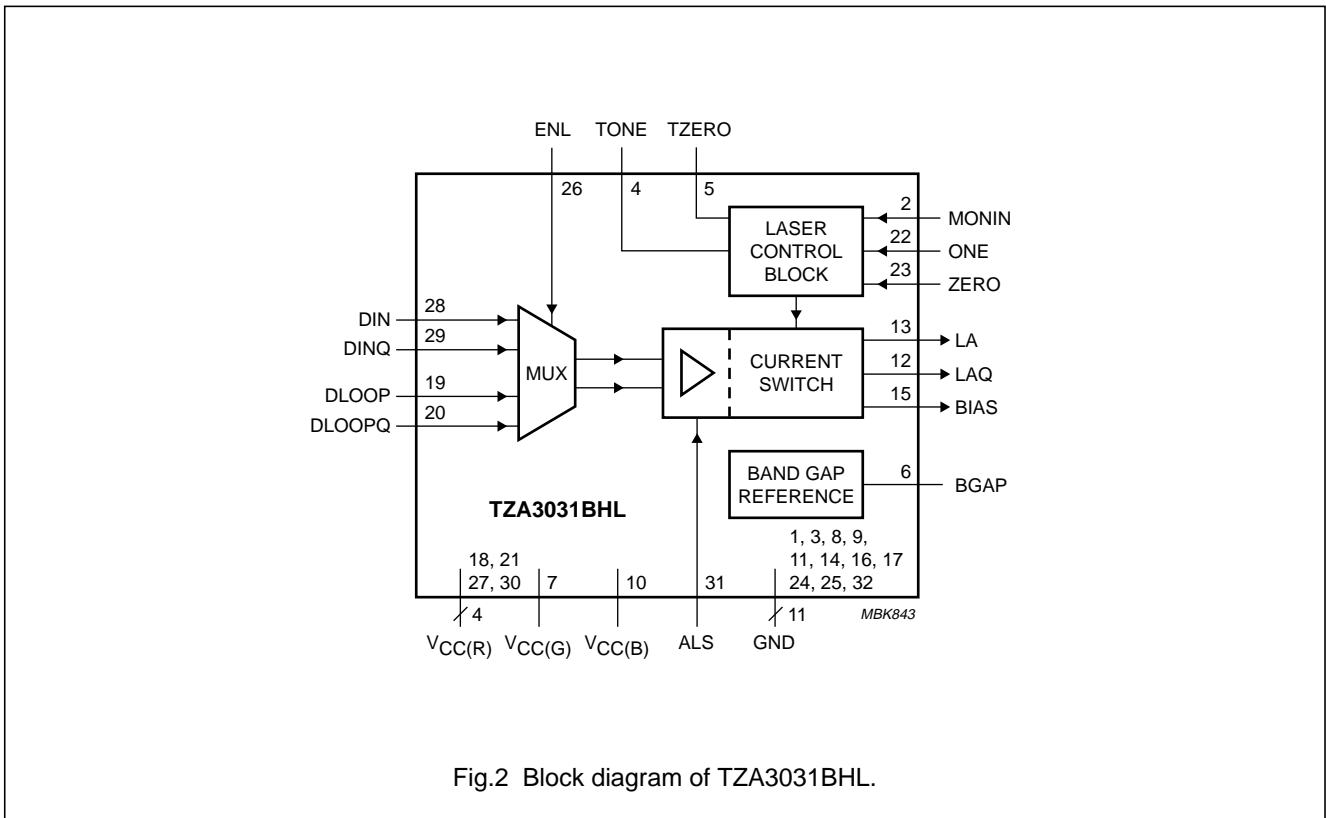 ENL TONE TZERO
26 4 5
LASER CONTROL BLOCK
2 MONIN
22 ONE
23 ZERO
DIN 28
DINQ 29
DLOOP 19
DLOOPQ 20
MUX
CURRENT SWITCH
13 LA
12 LAQ
15 BIAS
BAND GAP REFERENCE
6 BGAP
TZA3031BHL
18, 21
27, 30
7
10
31
1, 3, 8, 9,
11, 14, 16, 17
24, 25, 32
4
11
MBK843
VCC(R) VCC(G) VCC(B) ALS GND
Fig.2 Block diagram of TZA3031BHL.